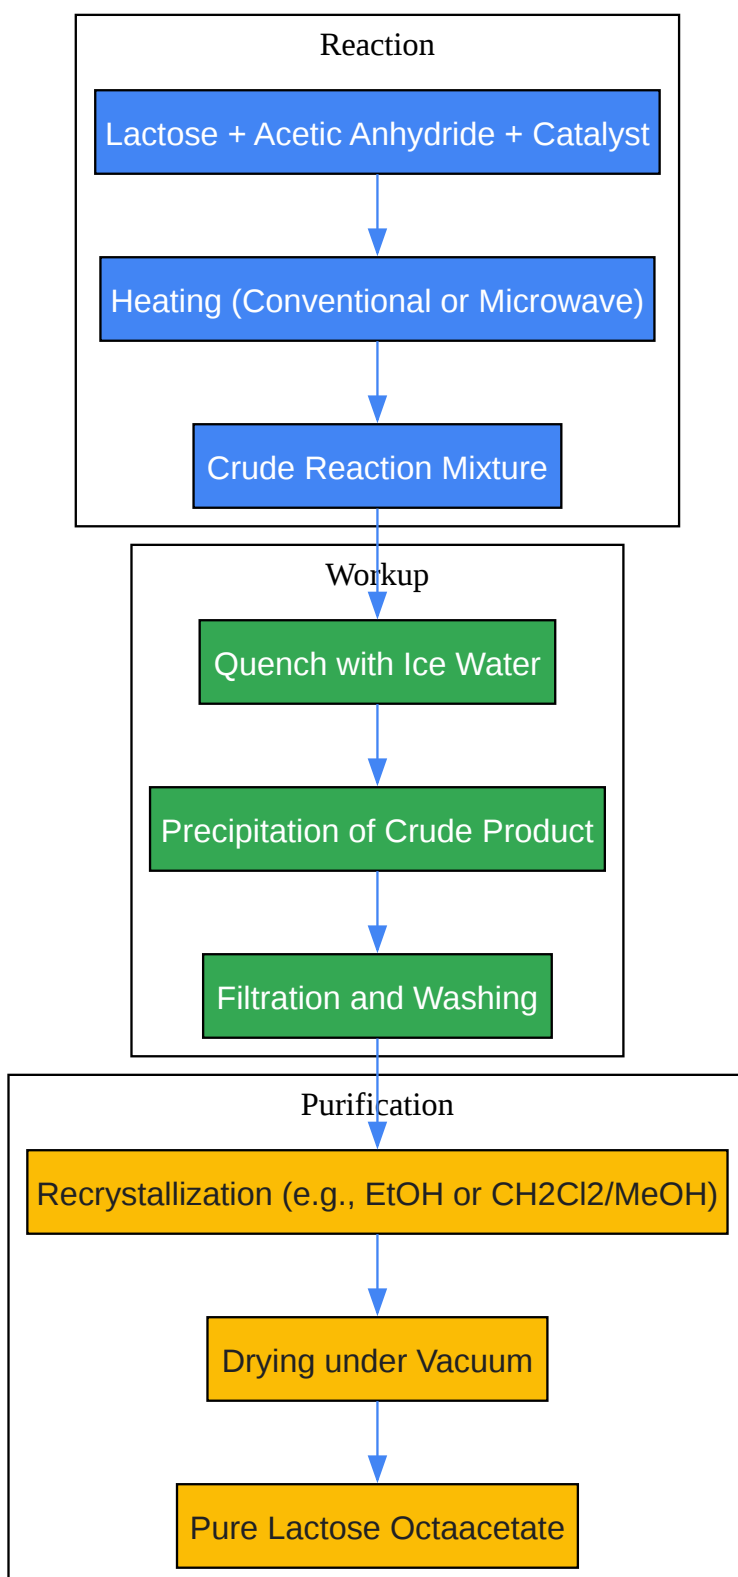 Reaction
Lactose + Acetic Anhydride + Catalyst
Heating (Conventional or Microwave)
Crude Reaction Mixture
Workup
Quench with Ice Water
Precipitation of Crude Product
Filtration and Washing
Purification
Recrystallization (e.g., EtOH or CH2Cl2/MeOH)
Drying under Vacuum
Pure Lactose Octaacetate